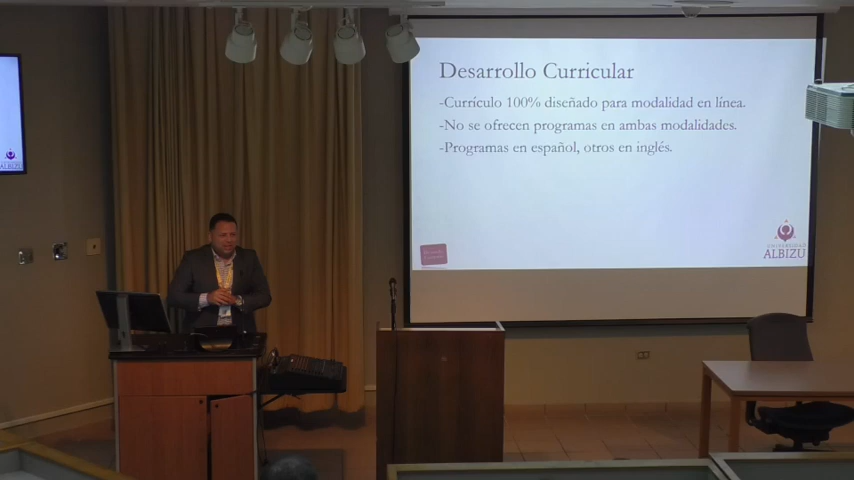 Desarrollo Curricular
-Currículo 100% diseñado para modalidad en línea.
-No se ofrecen programas en ambas modalidades.
-Programas en español, otros en inglés.
UNIVERSIDAD
ALBIZU
ALBIZU